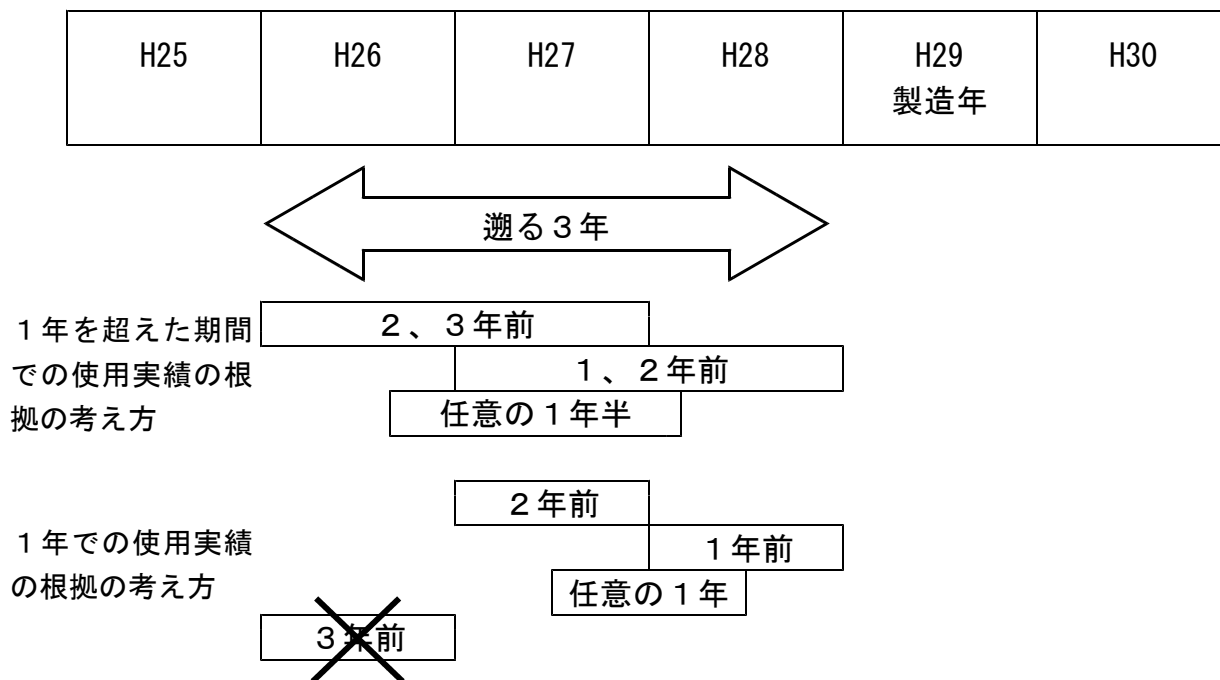 H25 H26 H27 H28 H29 H30
製造年
遡る３年
１年を超えた期間
での使用実績の根
拠の考え方
２、３年前
１、２年前
任意の１年半
１年での使用実績
の根拠の考え方
２年前
１年前
任意の１年
３年前